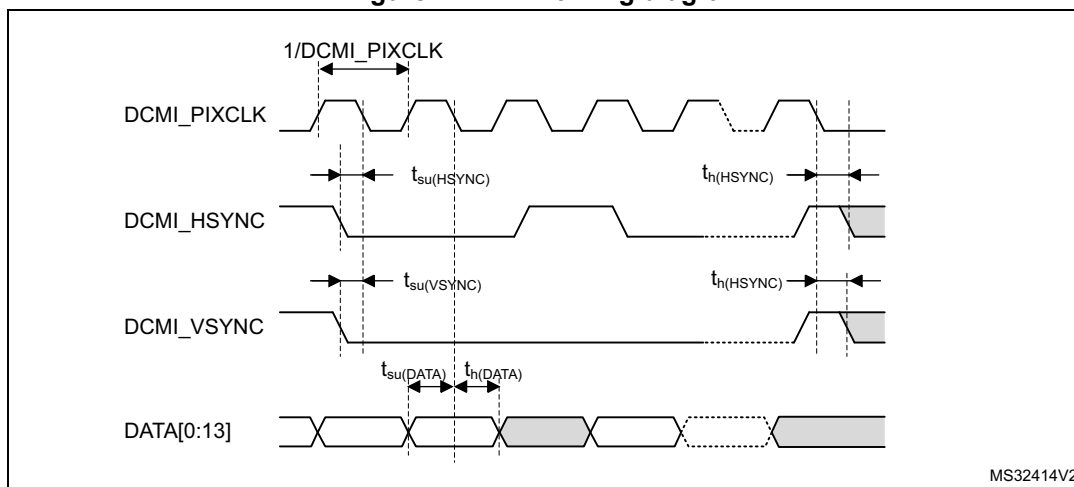 1/DCMI_PIXCLK
DCMI_PIXCLK
tsu(HSYNC) th(HSYNC)
DCMI_HSYNC
tsu(VSYNC) th(HSYNC)
DCMI_VSYNC
tsu(DATA) th(DATA)
DATA[0:13]
MS32414V2